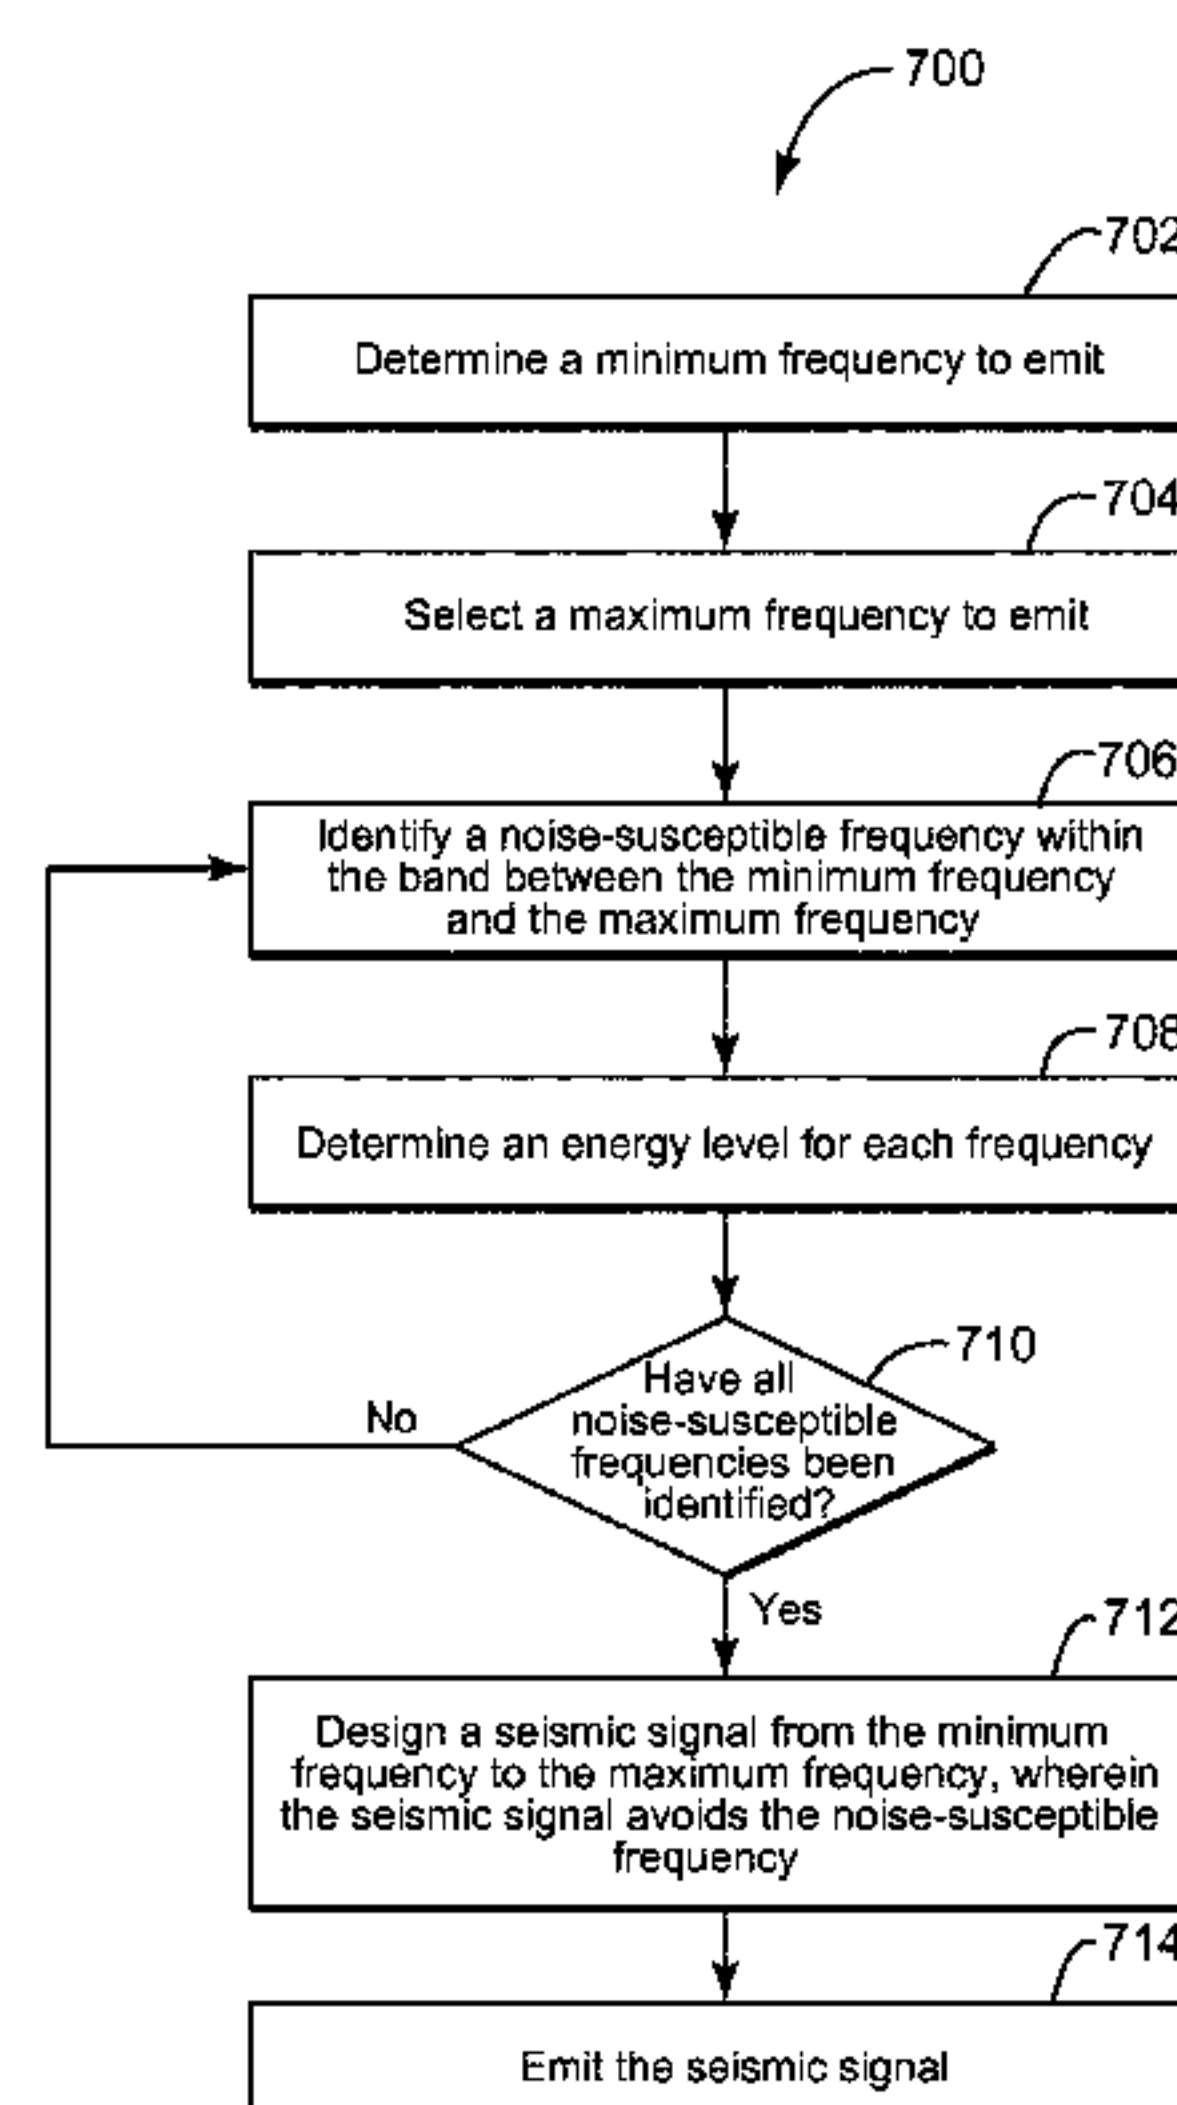 700
702
Determine a minimum frequency to emit
704
Select a maximum frequency to emit
706
Identify a noise-susceptible frequency within
the band between the minimum frequency
and the maximum frequency
708
Determine an energy level for each frequency
710
Have all
noise-susceptible
frequencies been
identified?
No
Yes
712
Design a seismic signal from the minimum
frequency to the maximum frequency, wherein
the seismic signal avoids the noise-susceptible
frequency
714
Emit the seismic signal